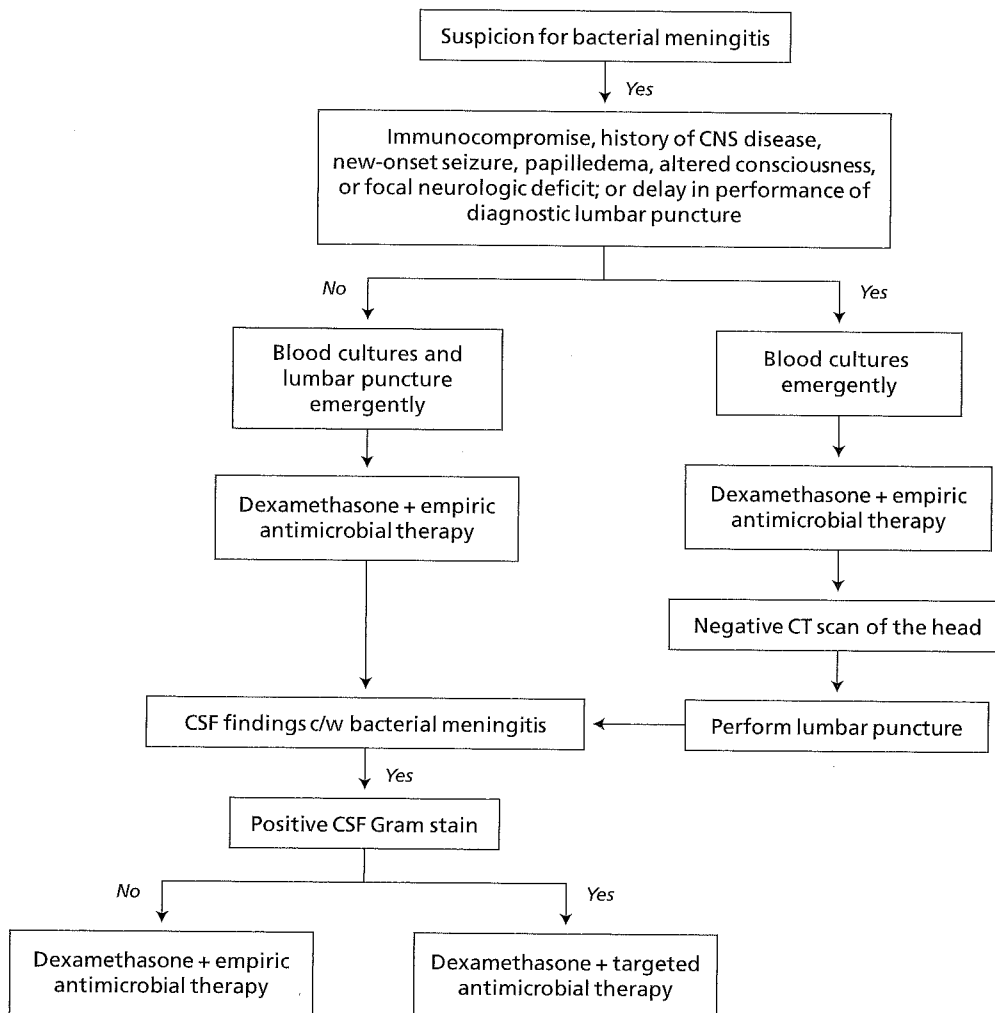 Suspicion for bacterial meningitis
Yes
Immunocompromise, history of CNS disease,
new-onset seizure, papilledema, altered consciousness,
or focal neurologic deficit; or delay in performance of
diagnostic lumbar puncture
No
Yes
Blood cultures and
lumbar puncture
emergently
Blood cultures
emergently
Dexamethasone + empiric
antimicrobial therapy
Dexamethasone + empiric
antimicrobial therapy
Negative CT scan of the head
CSF findings c/w bacterial meningitis
Perform lumbar puncture
Yes
Positive CSF Gram stain
No
Yes
Dexamethasone + empiric
antimicrobial therapy
Dexamethasone + targeted
antimicrobial therapy